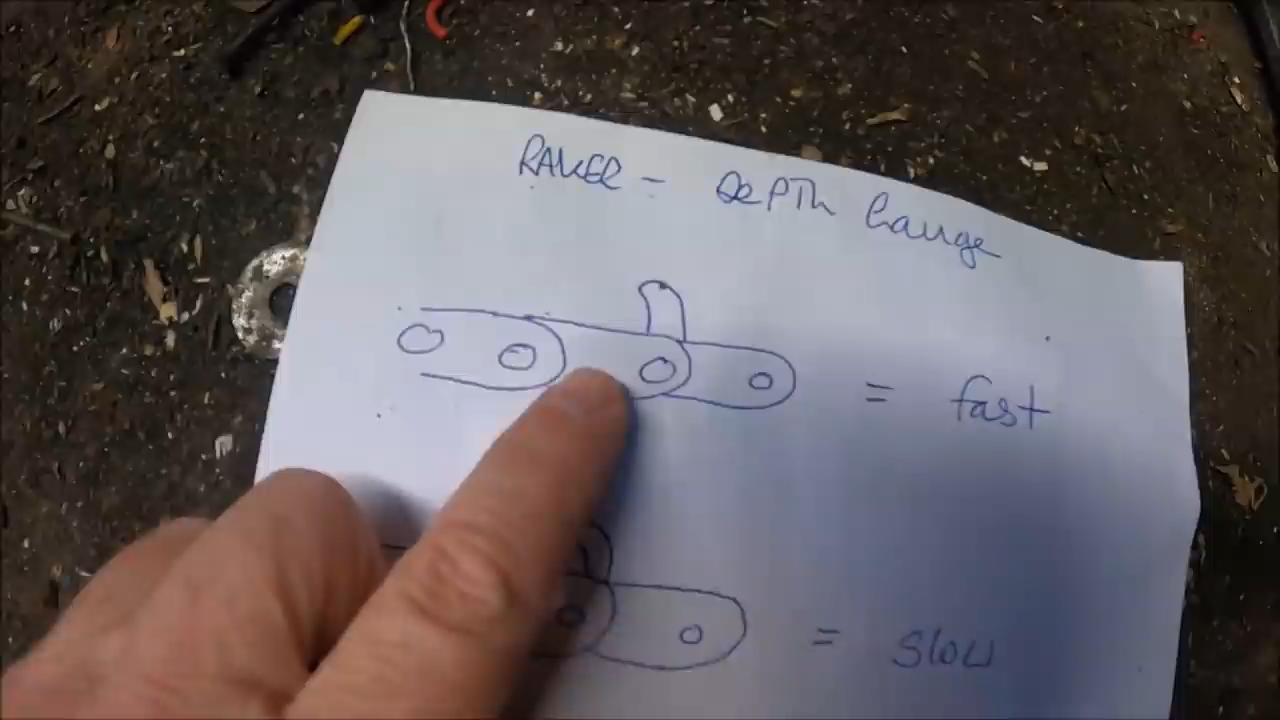 RAKER - DEPTh Gauge
= fast
= Slow